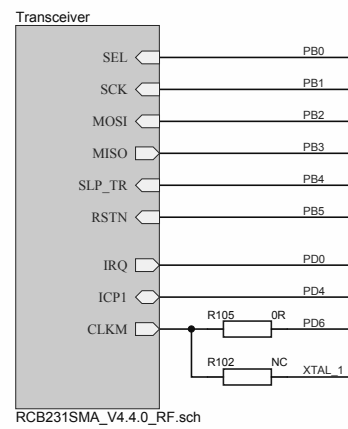 Transceiver
SEL PB0
SCK PB1
MOSI PB2
MISO PB3
SLP_TR PB4
RSTN PB5
IRQ PD0
ICP1 PD4
R105 0R
CLKM PD6
R102 NC
XTAL_1
RCB231SMA_V4.4.0_RF.sch